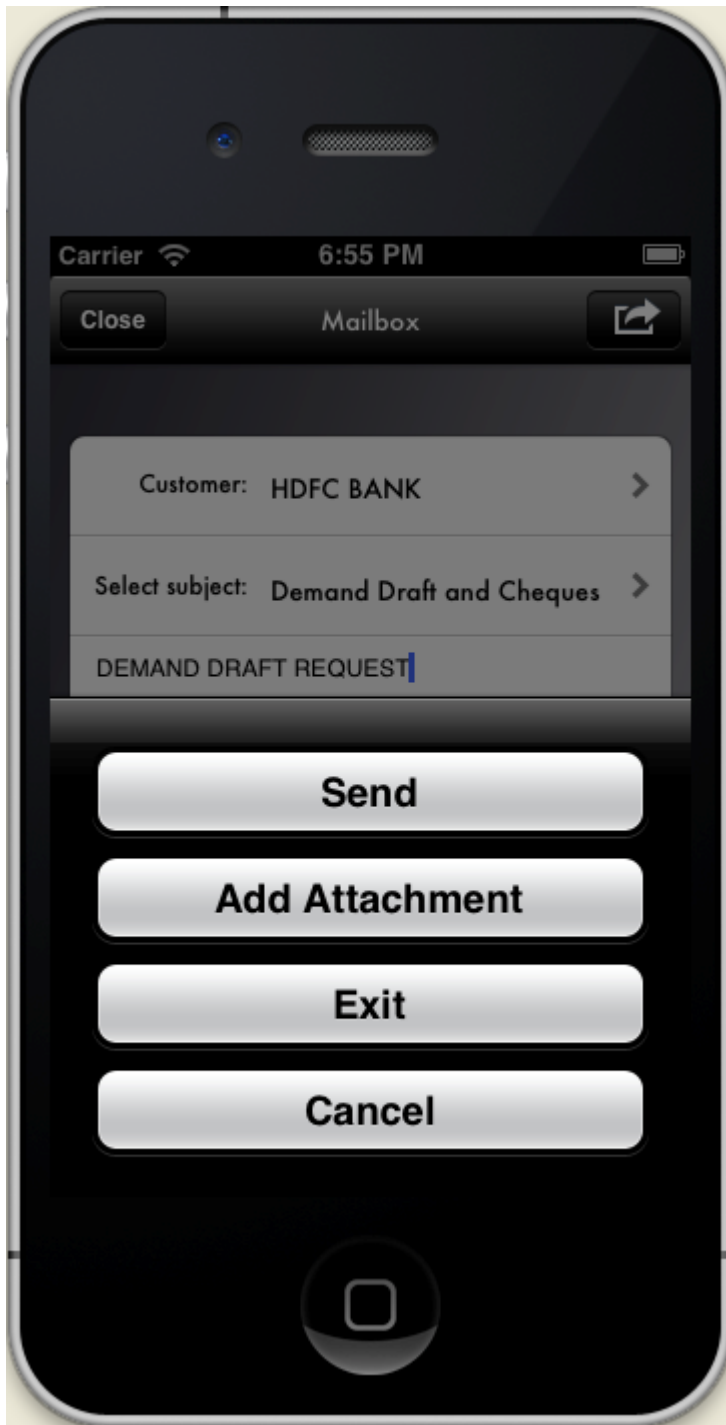 Carrier 6:55 PM
Close Mailbox
Customer: HDFC BANK
Select subject: Demand Draft and Cheques
DEMAND DRAFT REQUEST
Send
Add Attachment
Exit
Cancel